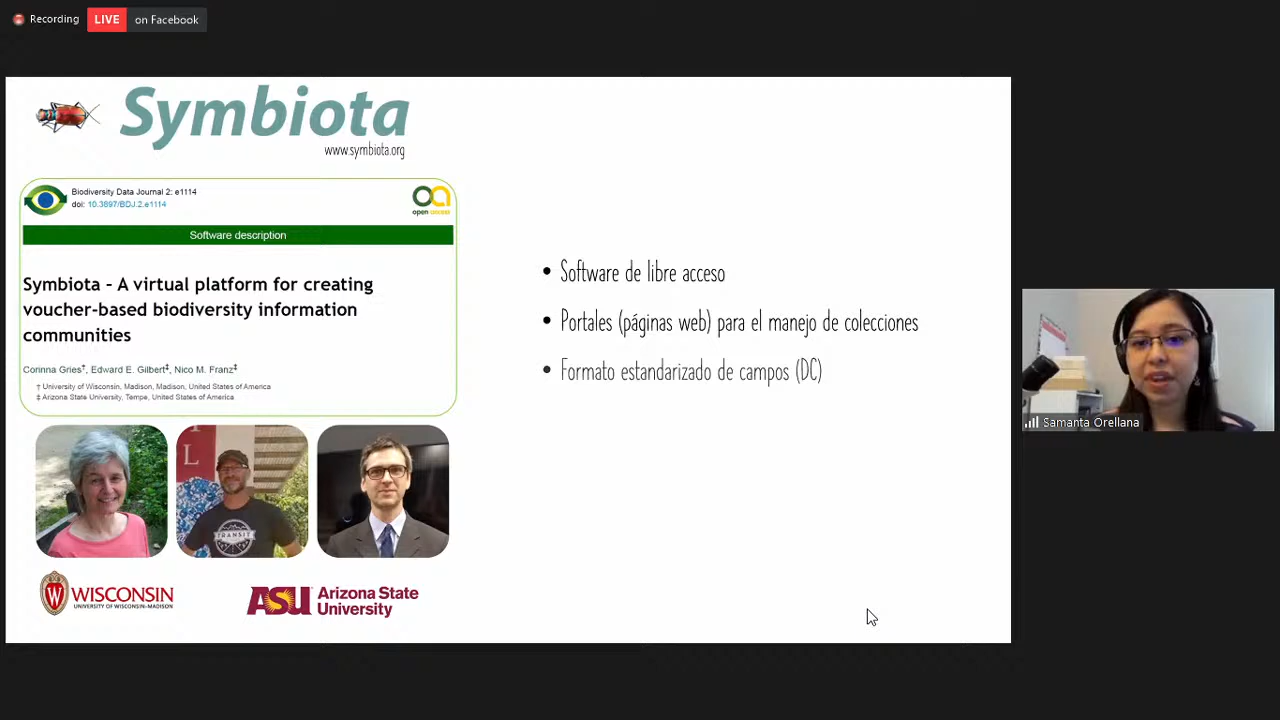 Recording
LIVE on Facebook
Symbiota
www.symbiota.org
Biodiversity Data Journal 2: e1114
doi: 10.3897/BDJ.2.e1114
open access
Software description
Symbiota – A virtual platform for creating
voucher-based biodiversity information
communities
Corinna Gries†, Edward E. Gilbert‡, Nico M. Franz‡
† University of Wisconsin, Madison, Madison, United States of America
‡ Arizona State University, Tempe, United States of America
• Software de libre acceso
• Portales (páginas web) para el manejo de colecciones
• Formato estandarizado de campos (DC)
L
TRANSIT
W WISCONSIN
UNIVERSITY OF WISCONSIN–MADISON
ASU Arizona State
University
Samanta Orellana